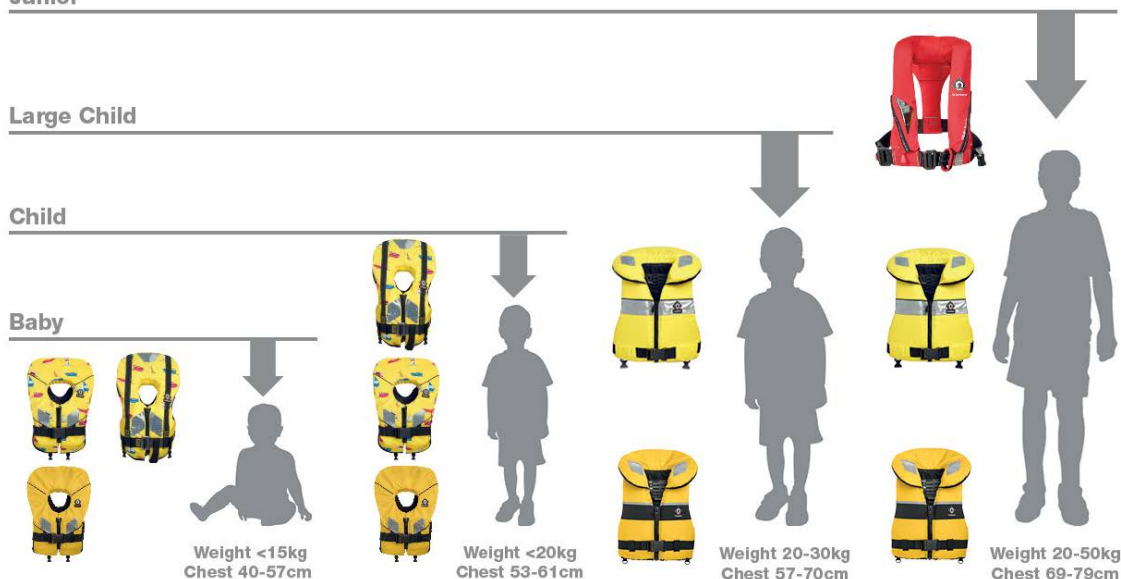 Junior
Large Child
Child
Baby
Weight <15kg
Chest 40-57cm
Weight <20kg
Chest 53-61cm
Weight 20-30kg
Chest 57-70cm
Weight 20-50kg
Chest 69-79cm